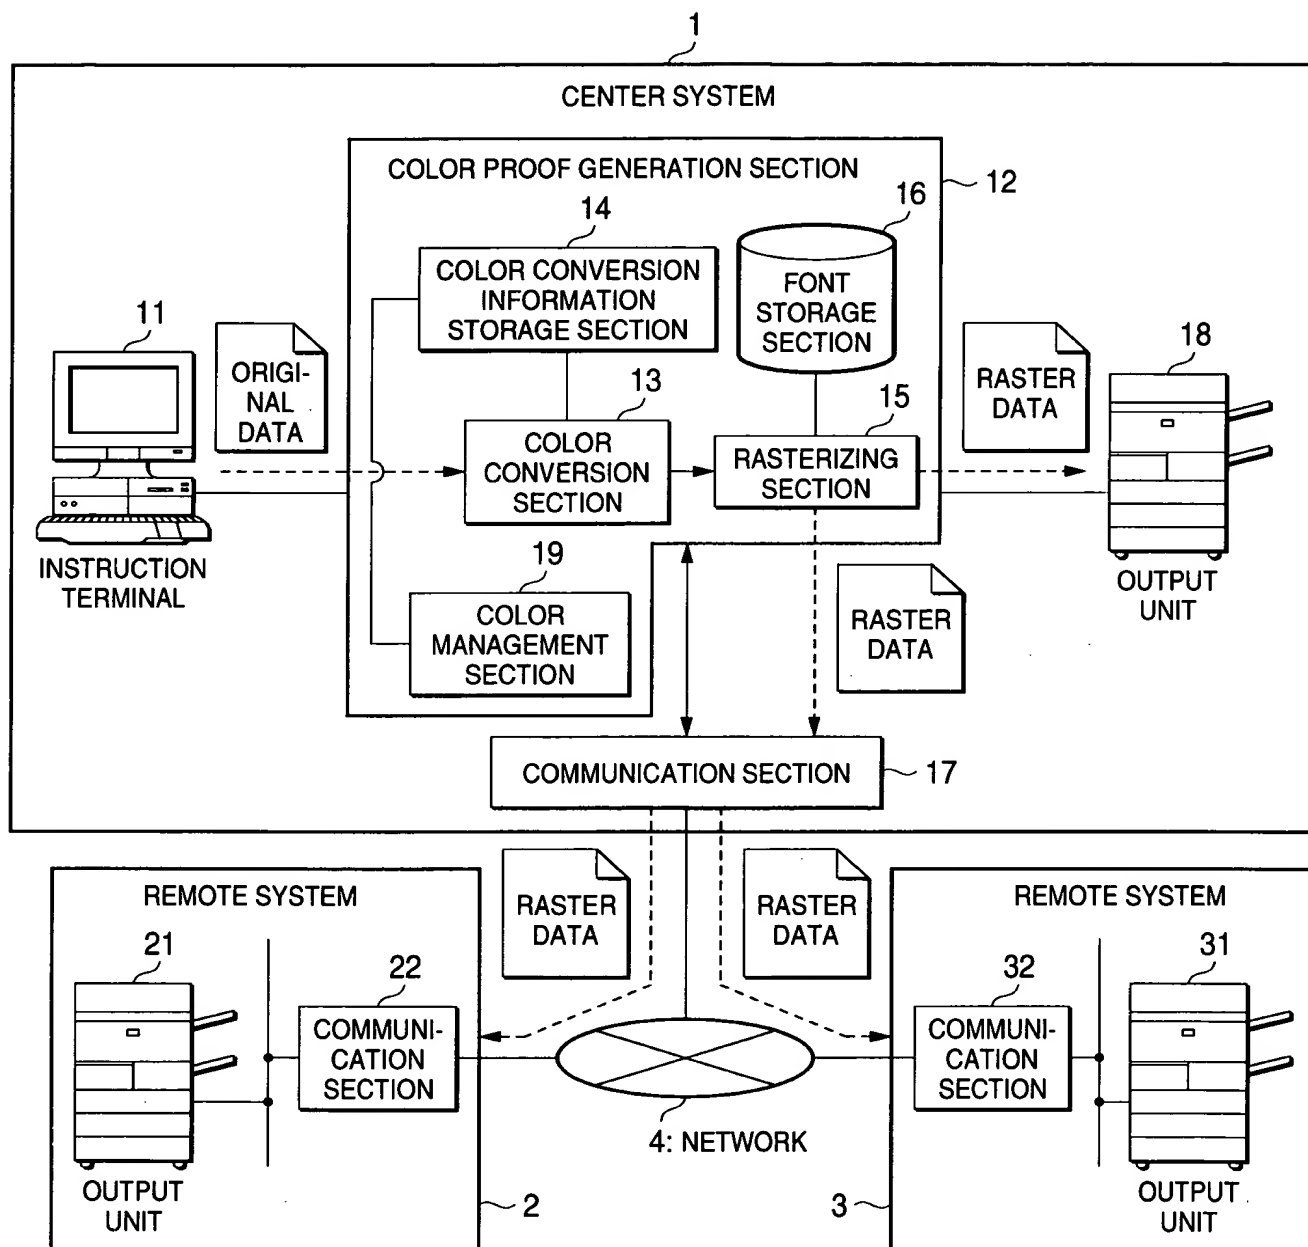 1
CENTER SYSTEM
COLOR PROOF GENERATION SECTION
12
14
16
COLOR CONVERSION
INFORMATION
STORAGE SECTION
FONT
STORAGE
SECTION
11
ORIGI-
NAL
DATA
13
COLOR
CONVERSION
SECTION
15
RASTERIZING
SECTION
RASTER
DATA
18
INSTRUCTION
TERMINAL
19
COLOR
MANAGEMENT
SECTION
RASTER
DATA
OUTPUT
UNIT
COMMUNICATION SECTION
17
RASTER
DATA
RASTER
DATA
REMOTE SYSTEM
21
22
COMMUNI-
CATION
SECTION
OUTPUT
UNIT
2
4: NETWORK
REMOTE SYSTEM
32
31
COMMUNI-
CATION
SECTION
3
OUTPUT
UNIT